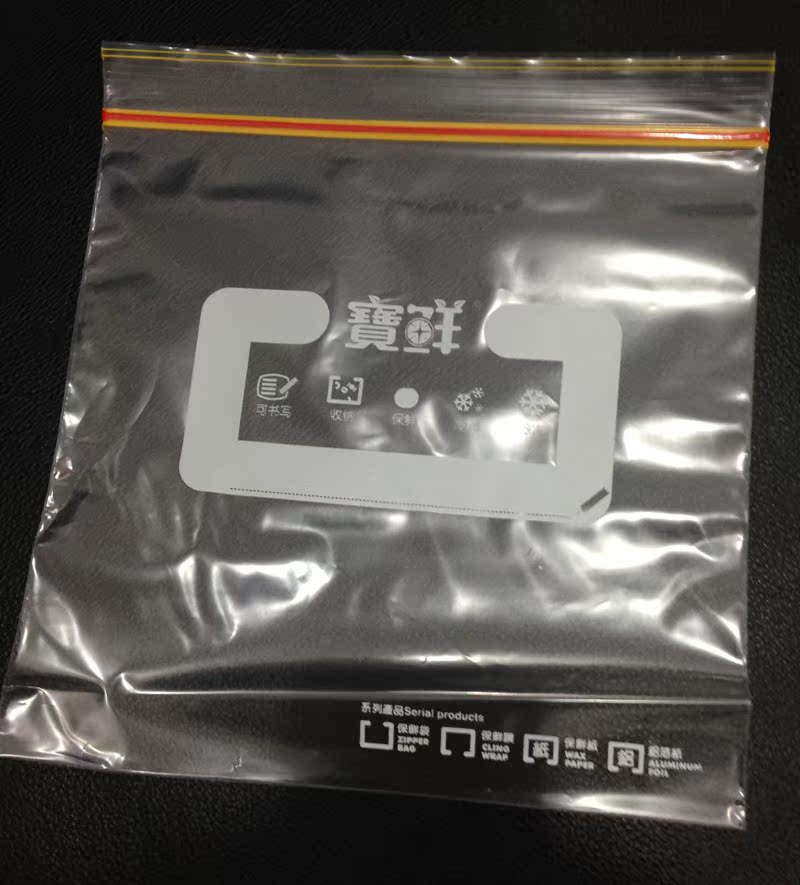 寶鮮
可书写 收纳 保鲜
系列產品Serial products
保鮮袋
ZIPPER
BAG
保鮮膜
CLING
WRAP
紙
保鮮紙
WAX
PAPER
鋁
鋁箔紙
ALUMINUM
FOIL